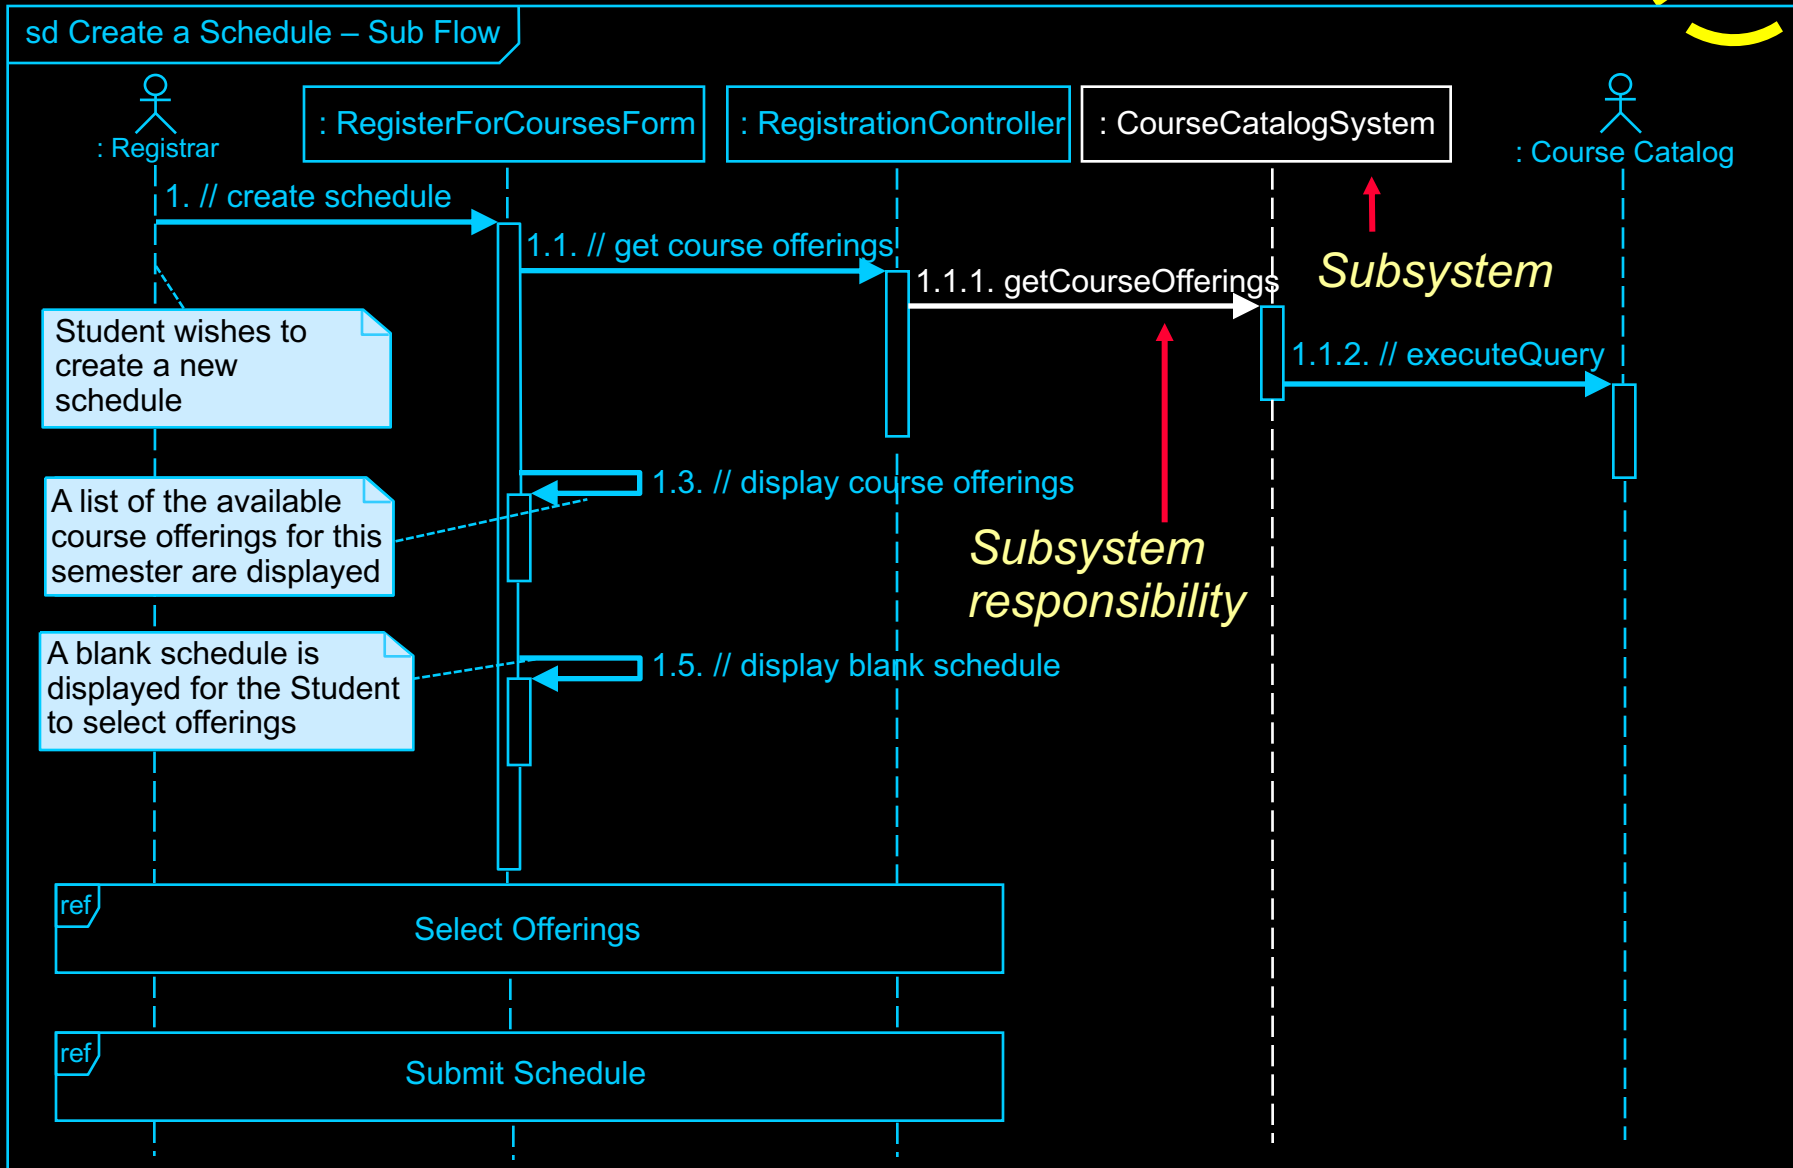 sd Create a Schedule – Sub Flow
: Registrar
: RegisterForCoursesForm
: RegistrationController
: CourseCatalogSystem
: Course Catalog
1. // create schedule
1.1. // get course offerings
1.1.1. getCourseOfferings
Subsystem
Student wishes to
create a new
schedule
1.1.2. // executeQuery
1.3. // display course offerings
A list of the available
course offerings for this
semester are displayed
Subsystem
responsibility
A blank schedule is
displayed for the Student
to select offerings
1.5. // display blank schedule
ref
Select Offerings
ref
Submit Schedule